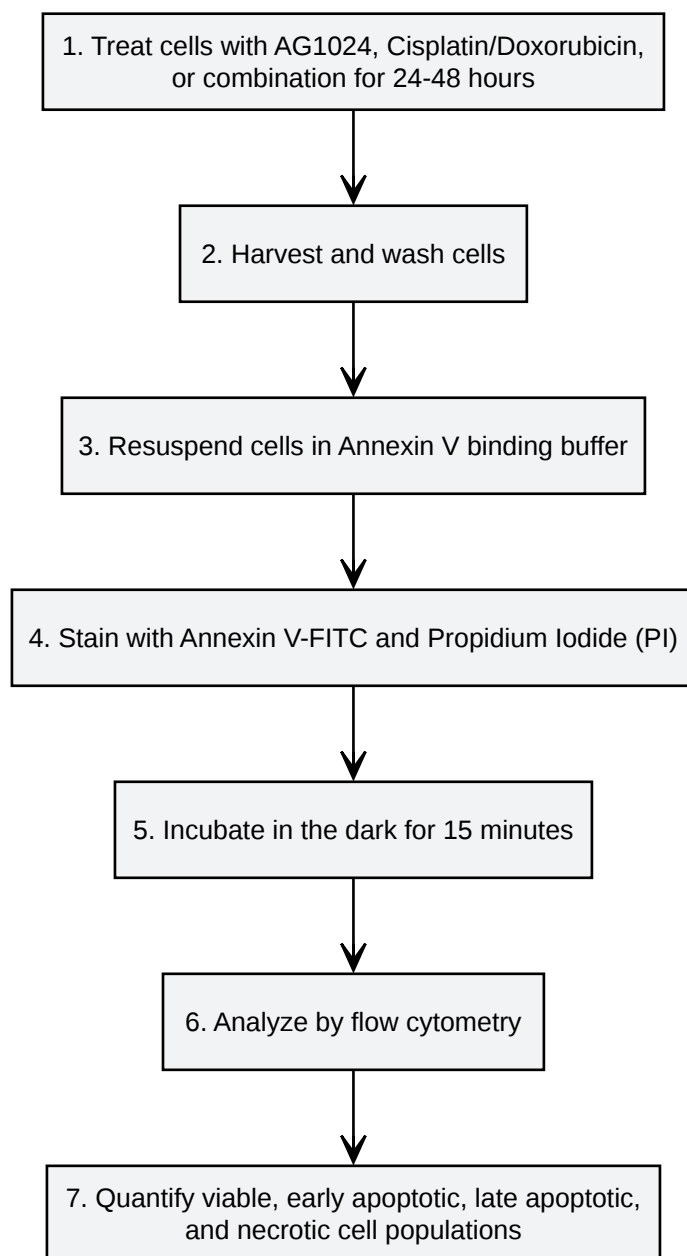 1. Treat cells with AG1024, Cisplatin/Doxorubicin,
or combination for 24-48 hours
2. Harvest and wash cells
3. Resuspend cells in Annexin V binding buffer
4. Stain with Annexin V-FITC and Propidium Iodide (PI)
5. Incubate in the dark for 15 minutes
6. Analyze by flow cytometry
7. Quantify viable, early apoptotic, late apoptotic,
and necrotic cell populations